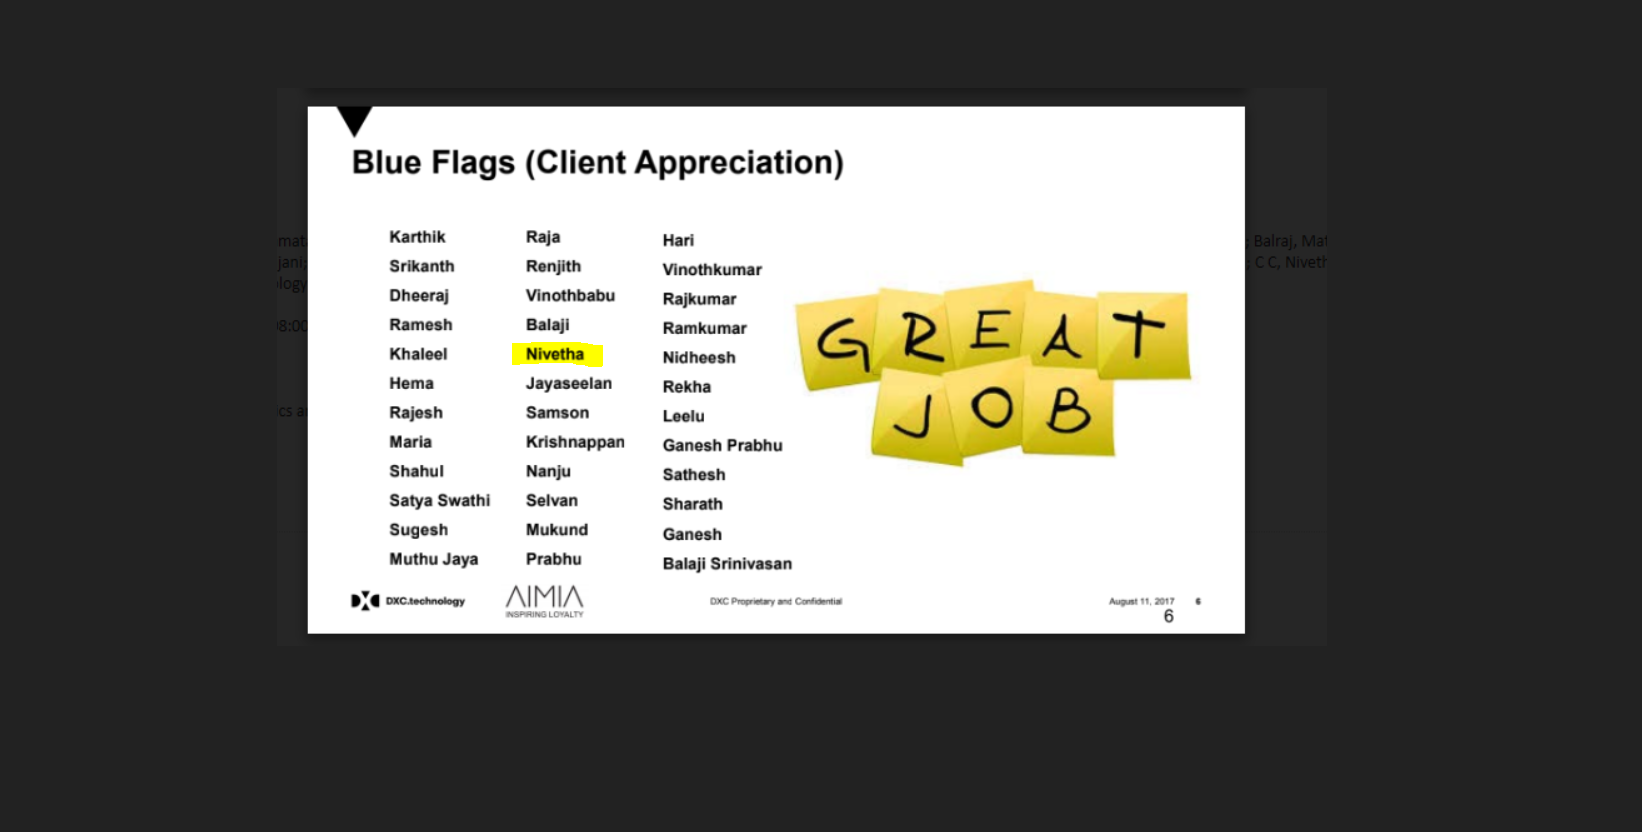 Blue Flags (Client Appreciation)
Karthik
Srikanth
Dheeraj
Ramesh
Khaleel
Hema
Rajesh
Maria
Shahul
Satya Swathi
Sugesh
Muthu Jaya
Raja
Renjith
Vinothbabu
Balaji
Nivetha
Jayaseelan
Samson
Krishnappan
Nanju
Selvan
Mukund
Prabhu
Hari
Vinothkumar
Rajkumar
Ramkumar
Nidheesh
Rekha
Leelu
Ganesh Prabhu
Sathesh
Sharath
Ganesh
Balaji Srinivasan
GREAT
JOB
DXC.technology
AIMIA
INSPIRING LOYALTY
DXC Proprietary and Confidential
August 11, 2017 6
6
; Balraj, Mat
; C C, Niveth